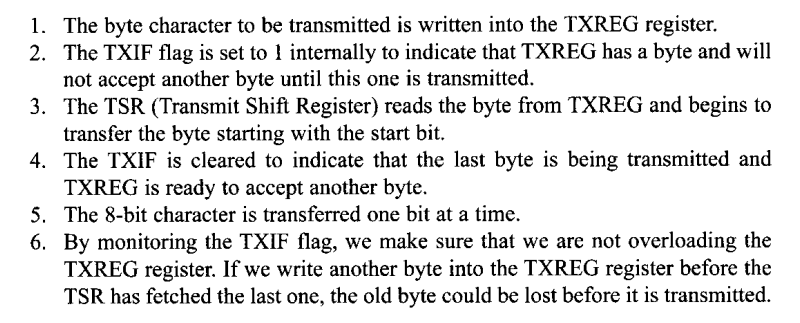 1. The byte character to be transmitted is written into the TXREG register.
2. The TXIF flag is set to 1 internally to indicate that TXREG has a byte and will
not accept another byte until this one is transmitted.
3. The TSR (Transmit Shift Register) reads the byte from TXREG and begins to
transfer the byte starting with the start bit.
4. The TXIF is cleared to indicate that the last byte is being transmitted and
TXREG is ready to accept another byte.
5. The 8-bit character is transferred one bit at a time.
6. By monitoring the TXIF flag, we make sure that we are not overloading the
TXREG register. If we write another byte into the TXREG register before the
TSR has fetched the last one, the old byte could be lost before it is transmitted.